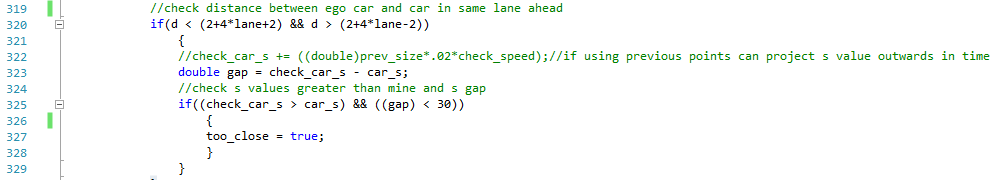 319 //check distance between ego car and car in same lane ahead
320 if(d < (2+4*lane+2) && d > (2+4*lane-2))
321 {
322 //check_car_s += ((double)prev_size*.02*check_speed);//if using previous points can project s value outwards in time
323 double gap = check_car_s - car_s;
324 //check s values greater than mine and s gap
325 if((check_car_s > car_s) && ((gap) < 30))
326 {
327 too_close = true;
328 }
329 }